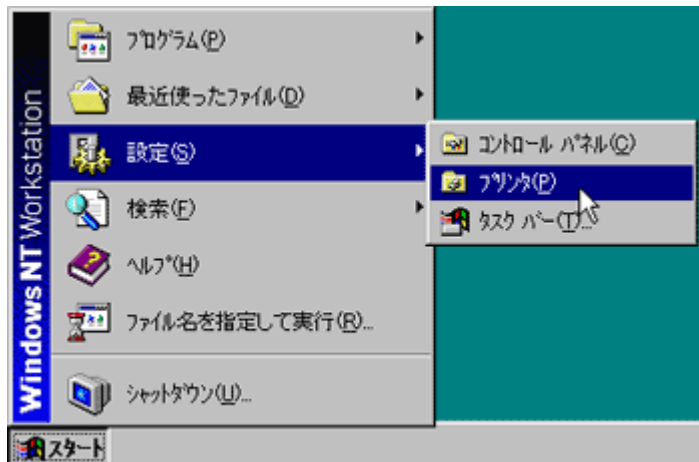 Windows NT Workstation
プログラム(P)
最近使ったファイル(D)
設定(S)
検索(F)
ヘルプ(H)
ファイル名を指定して実行(R)...
シャットダウン(U)...
コントロール パネル(C)
プリンタ(P)
タスク バー(T)...
スタート